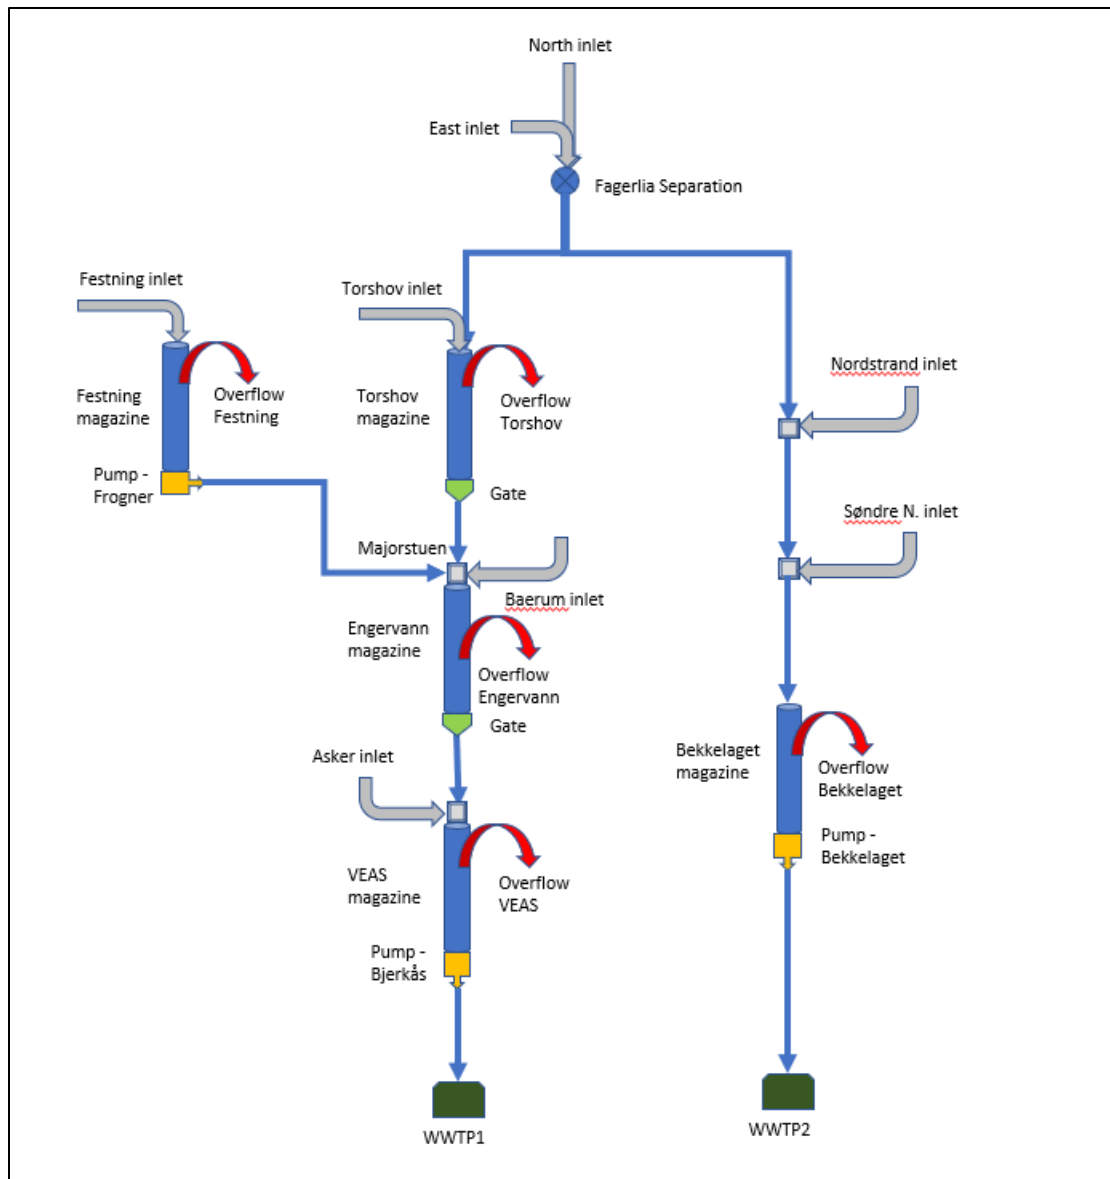 North inlet
East inlet
Fagerlia Separation
Festning inlet
Torshov inlet
Nordstrand inlet
Festning
magazine
Overflow
Festning
Torshov
magazine
Overflow
Torshov
Pump -
Frogner
Gate
Søndre N. inlet
Majorstuen
Baerum inlet
Engervann
magazine
Overflow
Engervann
Gate
Asker inlet
Bekkelaget
magazine
Overflow
Bekkelaget
Pump -
Bekkelaget
VEAS
magazine
Overflow
VEAS
Pump -
Bjerkås
WWTP1
WWTP2